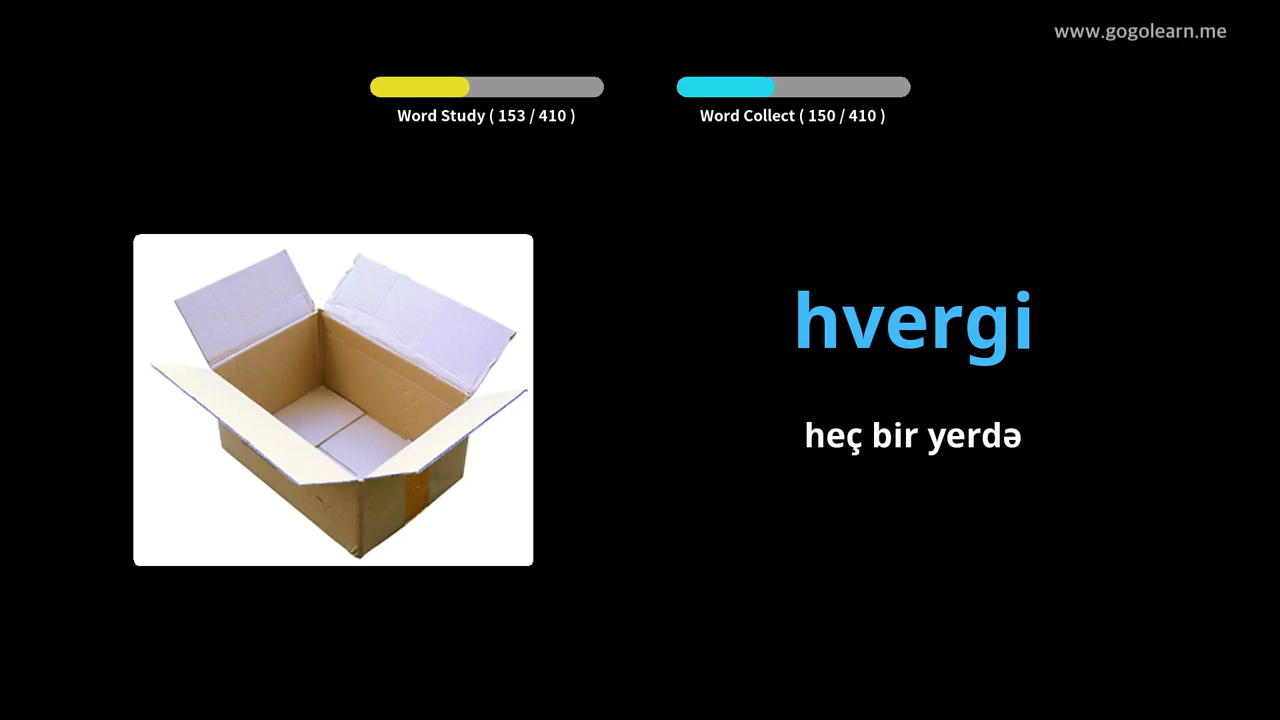 www.gogolearn.me
Word Study ( 153 / 410 )
Word Collect ( 150 / 410 )
hvergi
heç bir yerdə